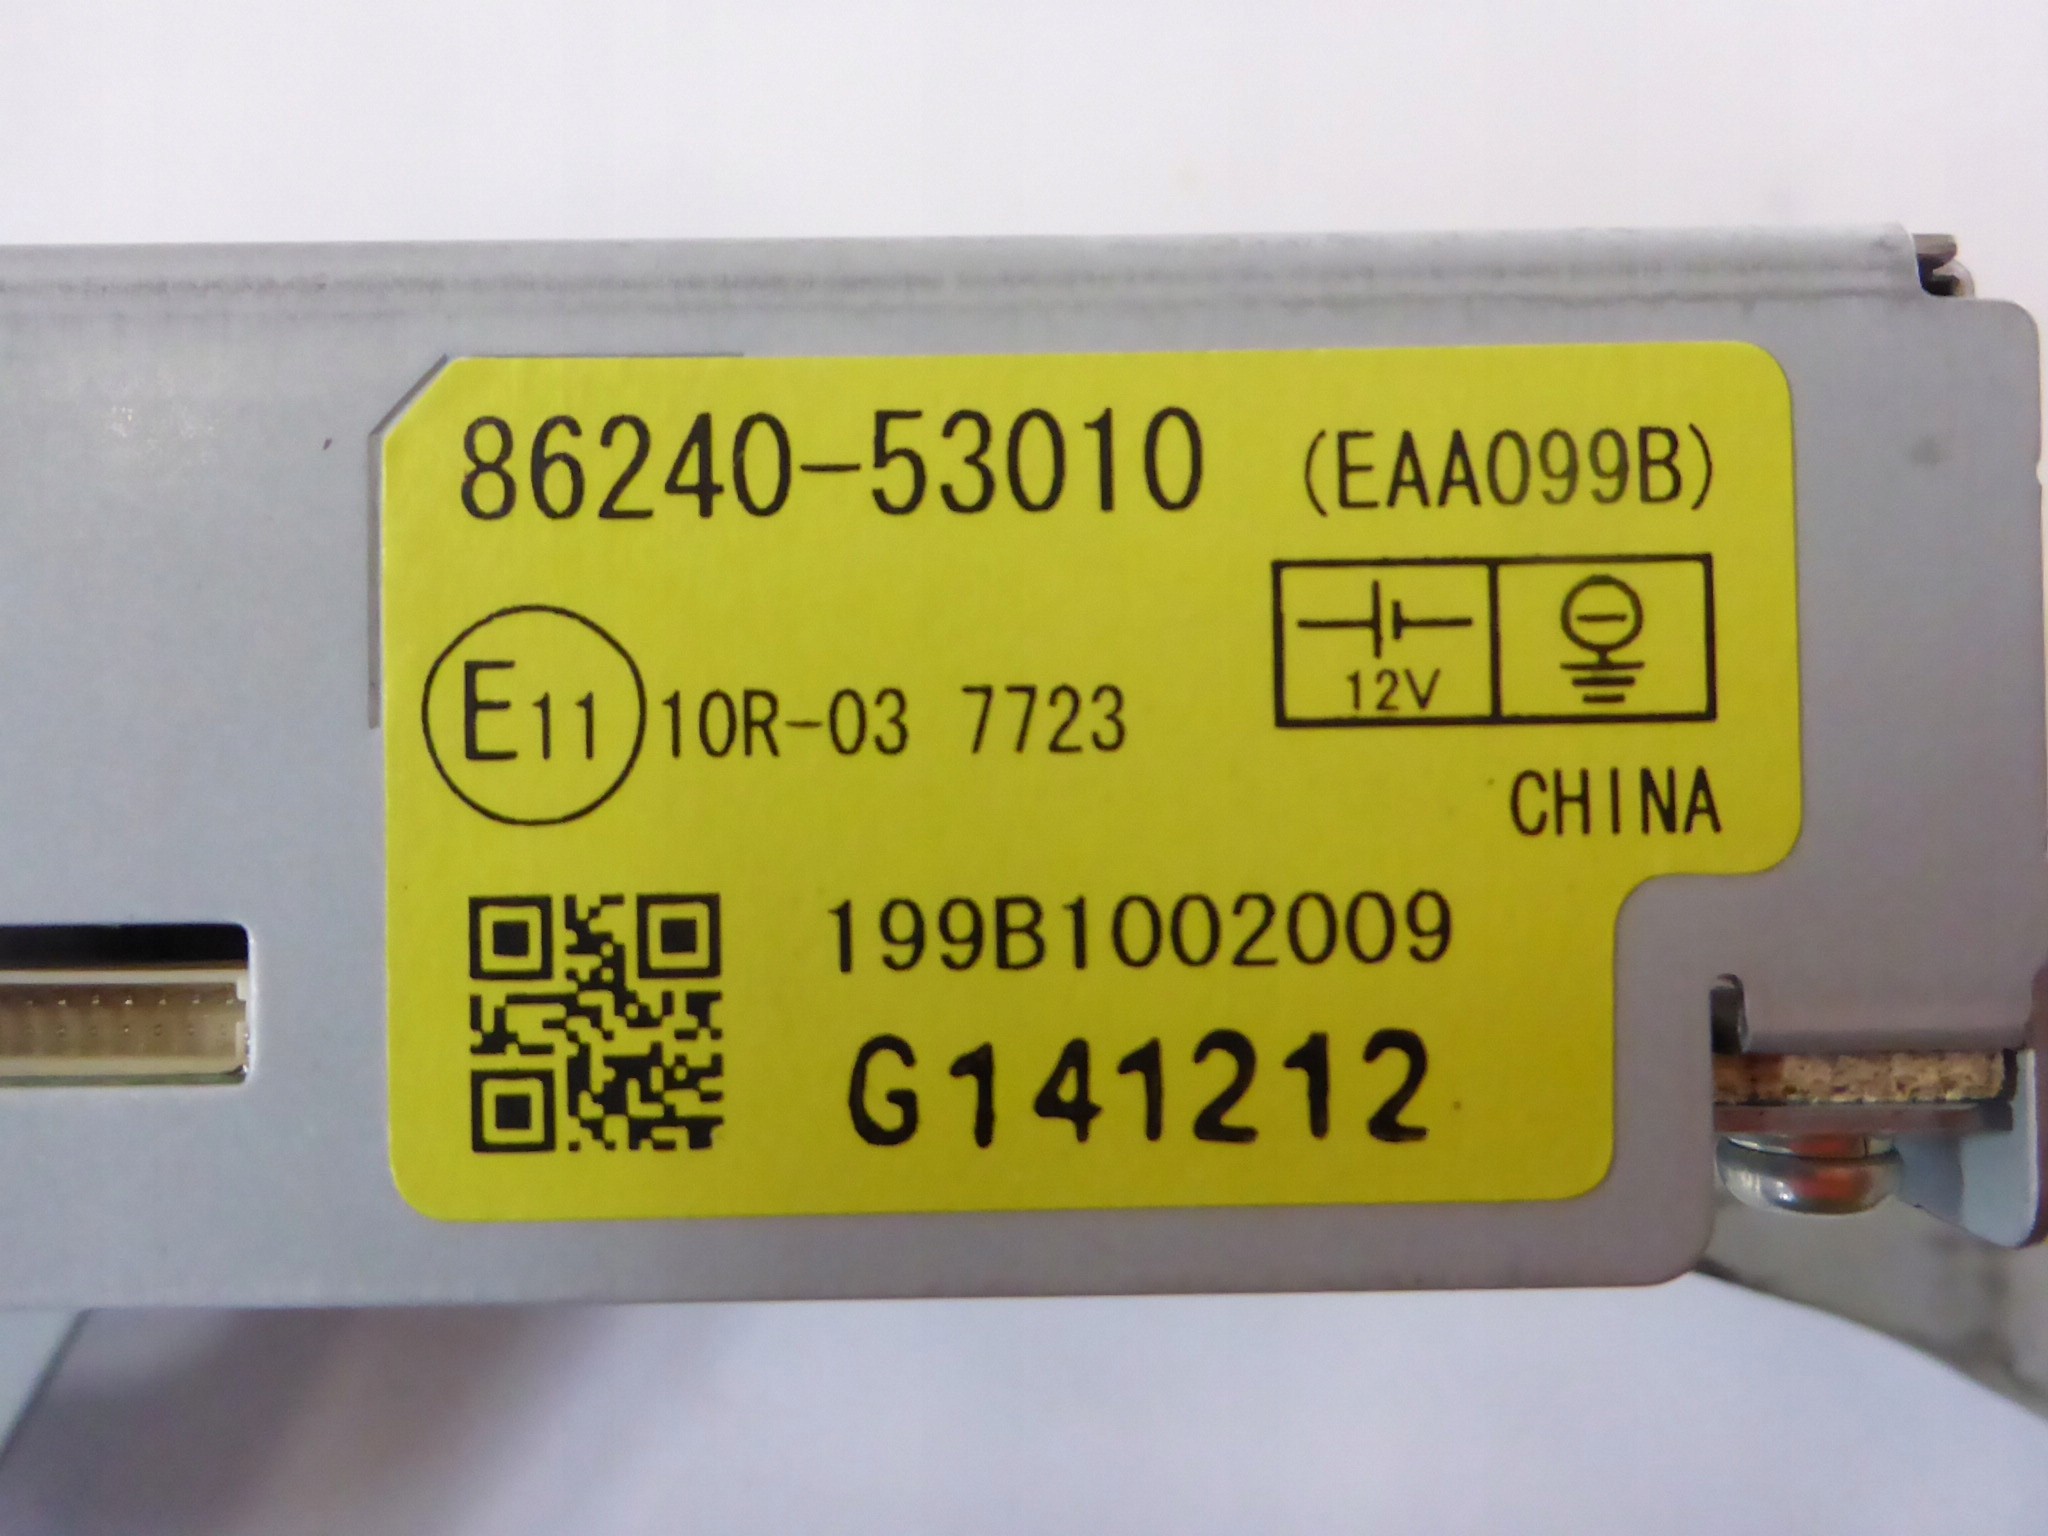 86240-53010 (EAA099B)
E11 10R-03 7723
12V
CHINA
199B1002009
G141212